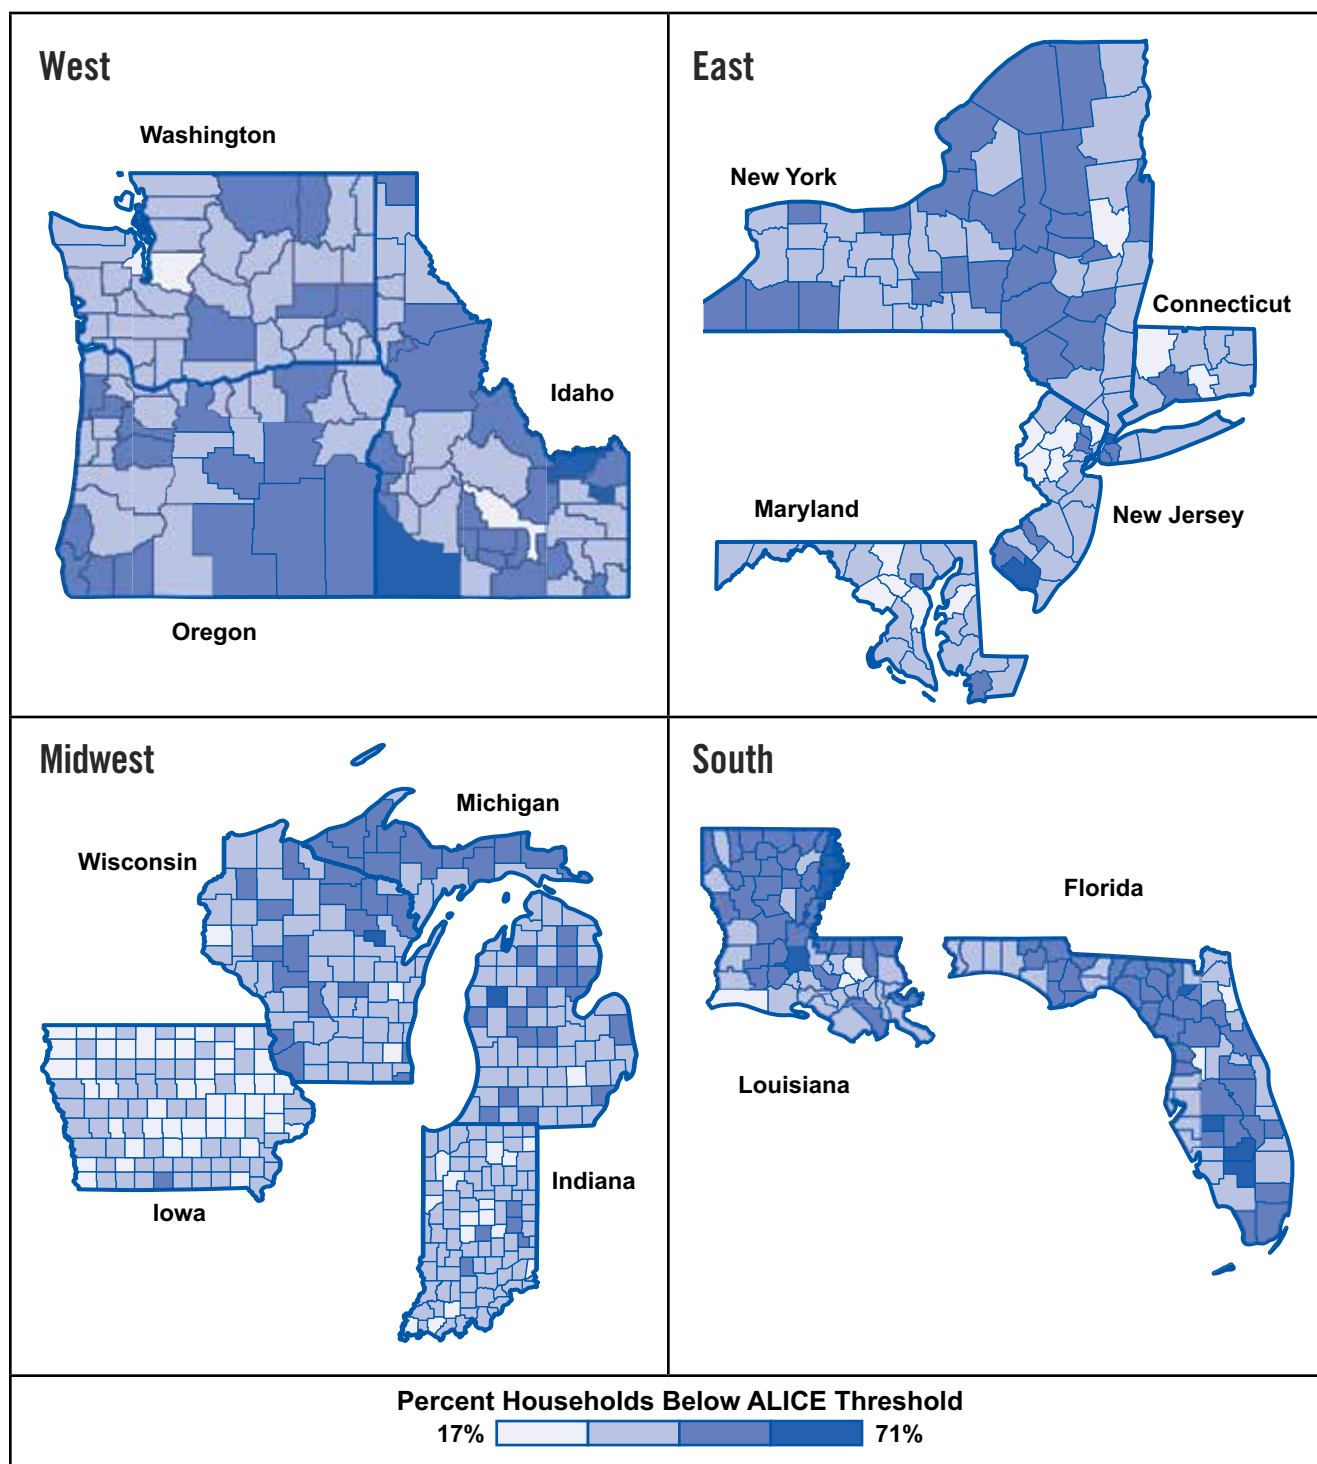 West
Washington
Idaho
Oregon
East
New York
Connecticut
Maryland
New Jersey
Midwest
Michigan
Wisconsin
Iowa
Indiana
South
Florida
Louisiana
Percent Households Below ALICE Threshold
17% 71%